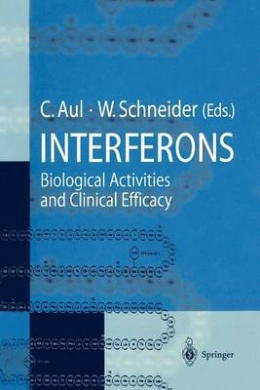 C. Aul · W. Schneider (Eds.)
INTERFERONS
Biological Activities
and Clinical Efficacy
Springer